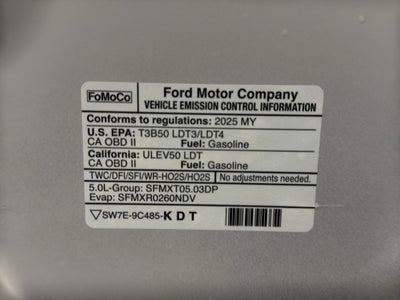 FoMoCo
Ford Motor Company
VEHICLE EMISSION CONTROL INFORMATION
Conforms to regulations: 2025 MY
U.S. EPA: T3B50 LDT3/LDT4
CA OBD II Fuel: Gasoline
California: ULEV50 LDT
CA OBD II Fuel: Gasoline
TWC/DFI/SFI/WR-HO2S/HO2S No adjustments needed.
5.0L-Group: SFMXT05.03DP
Evap: SFMXR0260NDV
SW7E-9C485-KDT